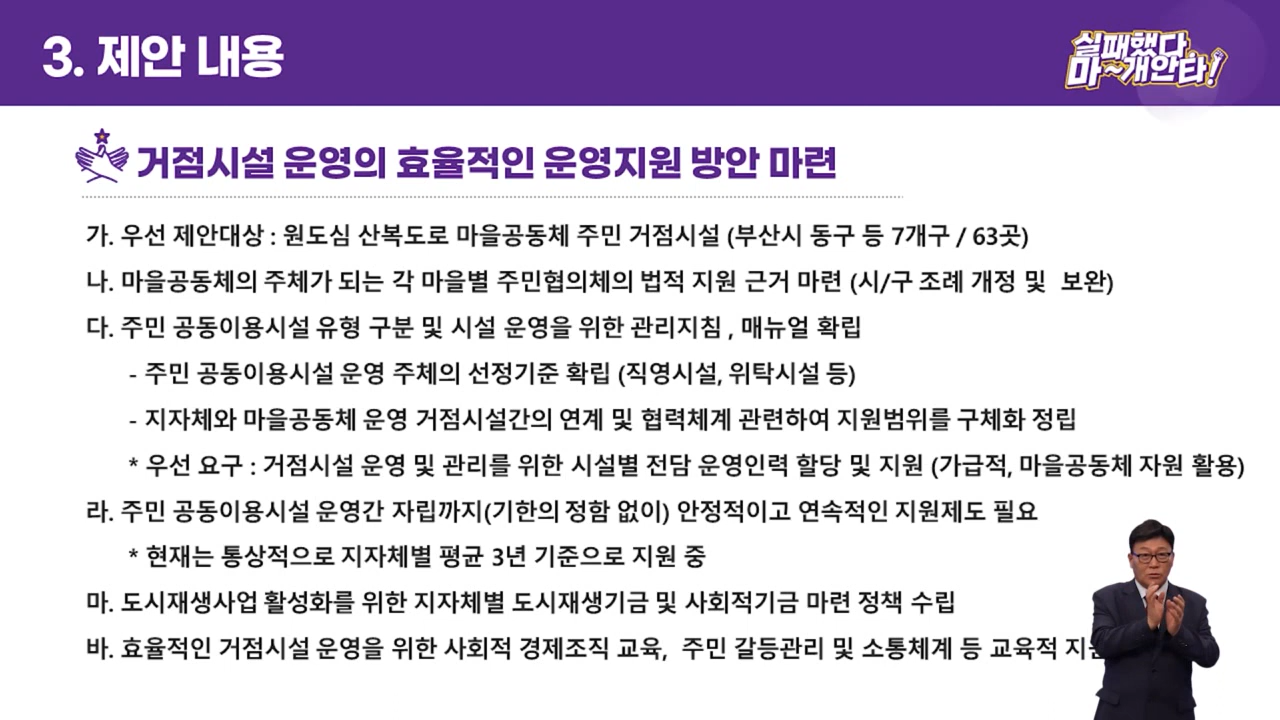 3. 제안 내용
실패했다
마~개안타!
거점시설 운영의 효율적인 운영지원 방안 마련
가. 우선 제안대상 : 원도심 산복도로 마을공동체 주민 거점시설 (부산시 동구 등 7개구 / 63곳)
나. 마을공동체의 주체가 되는 각 마을별 주민협의체의 법적 지원 근거 마련 (시/구 조례 개정 및  보완)
다. 주민 공동이용시설 유형 구분 및 시설 운영을 위한 관리지침 , 매뉴얼 확립
- 주민 공동이용시설 운영 주체의 선정기준 확립 (직영시설, 위탁시설 등)
- 지자체와 마을공동체 운영 거점시설간의 연계 및 협력체계 관련하여 지원범위를 구체화 정립
* 우선 요구 : 거점시설 운영 및 관리를 위한 시설별 전담 운영인력 할당 및 지원 (가급적, 마을공동체 자원 활용)
라. 주민 공동이용시설 운영간 자립까지(기한의 정함 없이) 안정적이고 연속적인 지원제도 필요
* 현재는 통상적으로 지자체별 평균 3년 기준으로 지원 중
마. 도시재생사업 활성화를 위한 지자체별 도시재생기금 및 사회적기금 마련 정책 수립
바. 효율적인 거점시설 운영을 위한 사회적 경제조직 교육,  주민 갈등관리 및 소통체계 등 교육적 지원